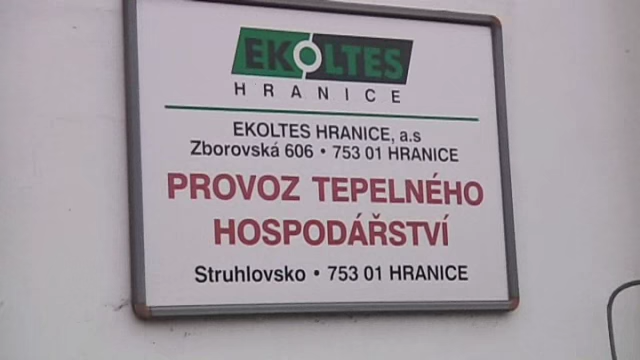 EKOLTES
HRANICE
EKOLTES HRANICE, a.s
Zborovská 606 • 753 01 HRANICE
PROVOZ TEPELNÉHO
HOSPODÁŘSTVÍ
Struhlovsko • 753 01 HRANICE